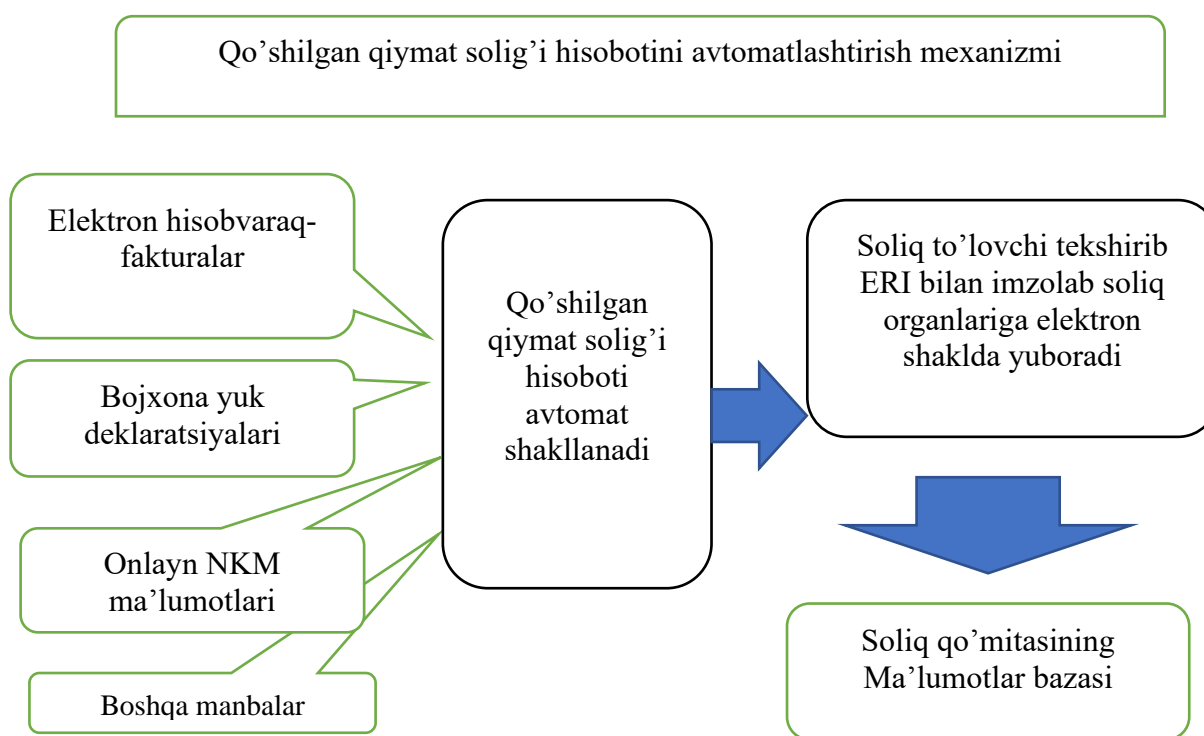 Qo’shilgan qiymat solig’i hisobotini avtomatlashtirish mexanizmi
Elektron hisobvaraq-
fakturalar
Bojxona yuk
deklaratsiyalari
Onlayn NKM
ma’lumotlari
Boshqa manbalar
Qo’shilgan
qiymat solig’i
hisoboti
avtomat
shakllanadi
Soliq to’lovchi tekshirib
ERI bilan imzolab soliq
organlariga elektron
shaklda yuboradi
Soliq qo’mitasining
Ma’lumotlar bazasi